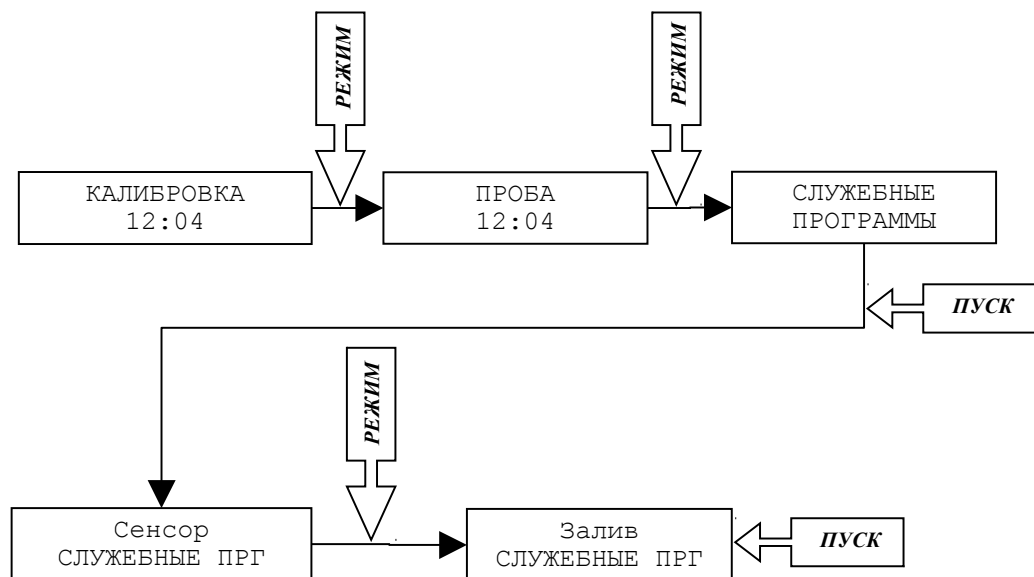 РЕЖИМ
РЕЖИМ
КАЛИБРОВКА
12:04
ПРОБА
12:04
СЛУЖЕБНЫЕ
ПРОГРАММЫ
ПУСК
РЕЖИМ
Сенсор
СЛУЖЕБНЫЕ ПРГ
Залив
СЛУЖЕБНЫЕ ПРГ
ПУСК